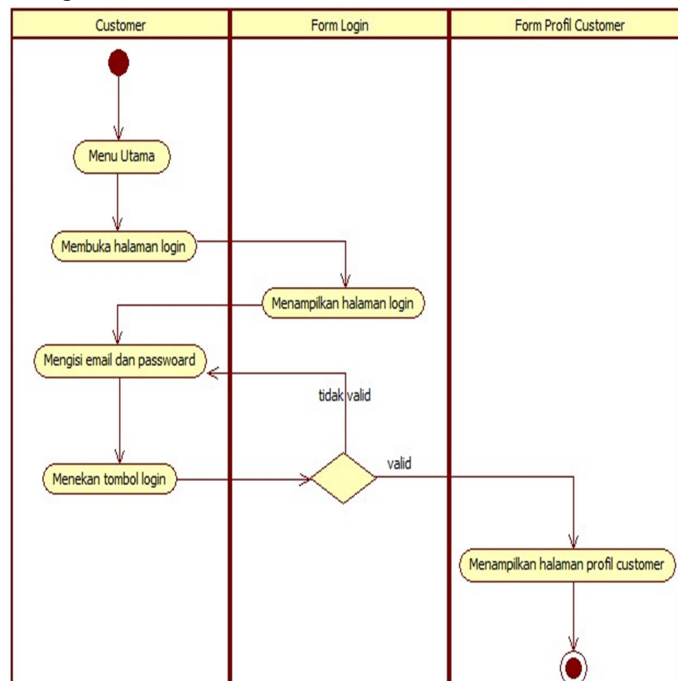 Customer
Form Login
Form Profil Customer
Menu Utama
Membuka halaman login
Menampilkan halaman login
Mengisi email dan passwoard
tidak valid
Menekan tombol login
valid
Menampilkan halaman profil customer